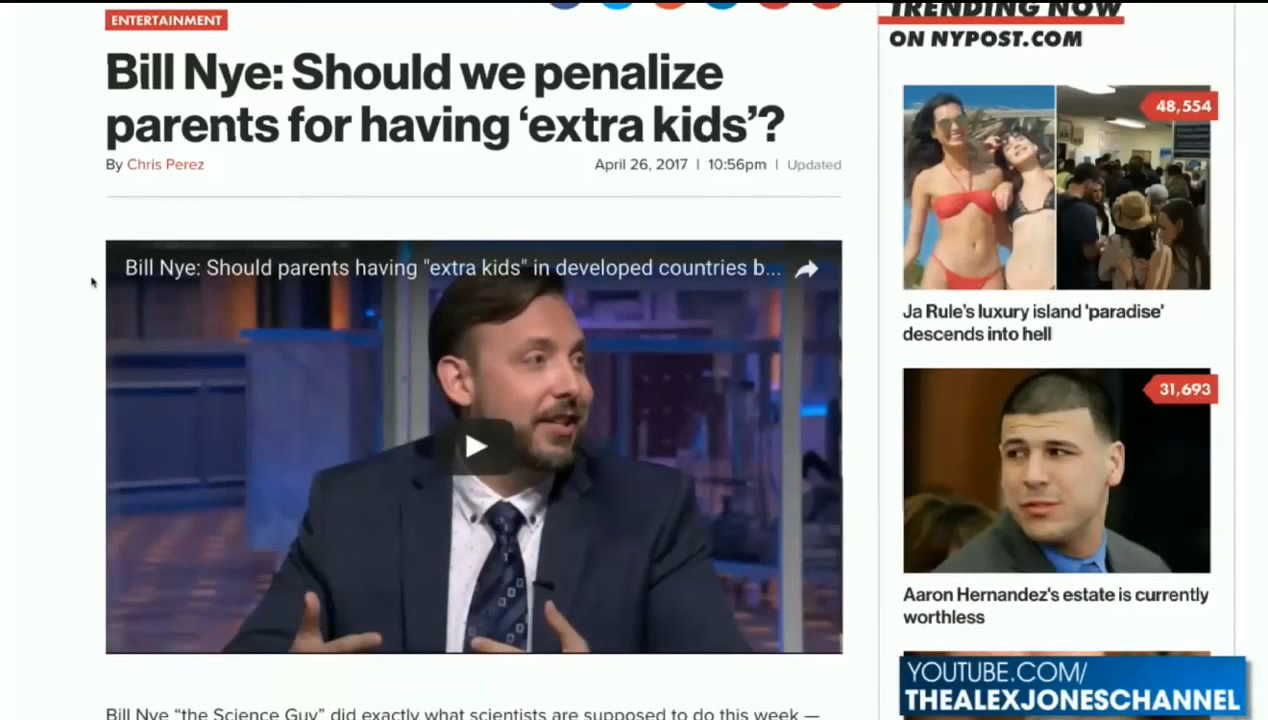 ENTERTAINMENT
Bill Nye: Should we penalize
parents for having ‘extra kids’?
By Chris Perez
April 26, 2017 | 10:56pm | Updated
Bill Nye: Should parents having "extra kids" in developed countries b...
Bill Nye “the Science Guy” did exactly what scientists are supposed to do this week —
TRENDING NOW
ON NYPOST.COM
48,554
Ja Rule's luxury island 'paradise'
descends into hell
31,693
Aaron Hernandez's estate is currently
worthless
YOUTUBE.COM/
THEALEXJONESCHANNEL